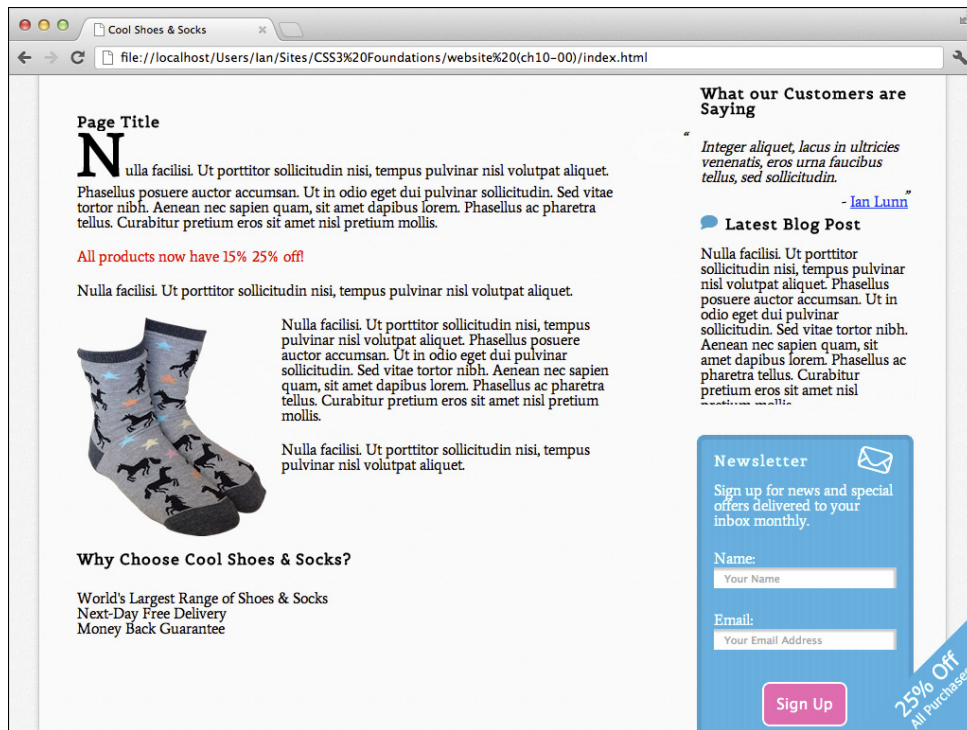 Cool Shoes & Socks
file://localhost/Users/Ian/Sites/CSS3%20Foundations/website%20(ch10-00)/index.html
Page Title
Nulla facilisi. Ut porttitor sollicitudin nisi, tempus pulvinar nisl volutpat aliquet.
Phasellus posuere auctor accumsan. Ut in odio eget dui pulvinar sollicitudin. Sed vitae
tortor nibh. Aenean nec sapien quam, sit amet dapibus lorem. Phasellus ac pharetra
tellus. Curabitur pretium eros sit amet nisl pretium mollis.
All products now have 15% 25% off!
Nulla facilisi. Ut porttitor sollicitudin nisi, tempus pulvinar nisl volutpat aliquet.
Nulla facilisi. Ut porttitor sollicitudin nisi, tempus
pulvinar nisl volutpat aliquet. Phasellus posuere
auctor accumsan. Ut in odio eget dui pulvinar
sollicitudin. Sed vitae tortor nibh. Aenean nec sapien
quam, sit amet dapibus lorem. Phasellus ac pharetra
tellus. Curabitur pretium eros sit amet nisl pretium
mollis.
Nulla facilisi. Ut porttitor sollicitudin nisi, tempus
pulvinar nisl volutpat aliquet.
Why Choose Cool Shoes & Socks?
World's Largest Range of Shoes & Socks
Next-Day Free Delivery
Money Back Guarantee
What our Customers are
Saying
“ Integer aliquet, lacus in ultricies
venenatis, eros urna faucibus
tellus, sed sollicitudin.
- Ian Lunn ”
Latest Blog Post
Nulla facilisi. Ut porttitor
sollicitudin nisi, tempus pulvinar
nisl volutpat aliquet. Phasellus
posuere auctor accumsan. Ut in
odio eget dui pulvinar
sollicitudin. Sed vitae tortor nibh.
Aenean nec sapien quam, sit
amet dapibus lorem. Phasellus ac
pharetra tellus. Curabitur
pretium eros sit amet nisl
pretium mollis.
Newsletter
Sign up for news and special
offers delivered to your
inbox monthly.
Name:
Your Name
Email:
Your Email Address
Sign Up
25% Off
All Purchases